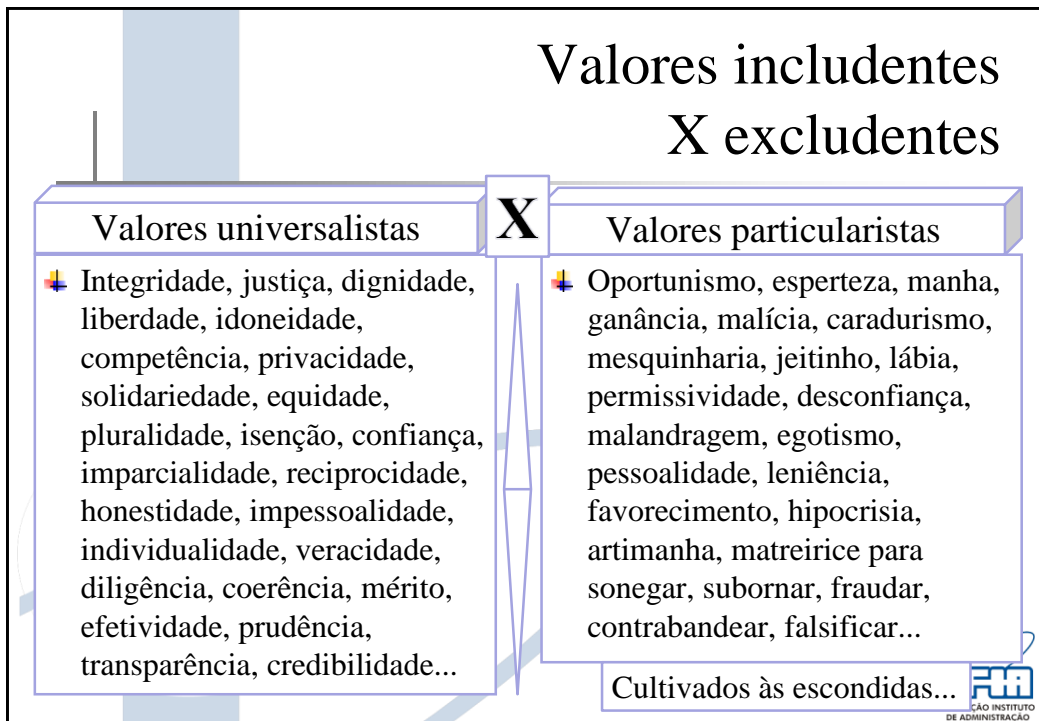 Valores includentes
X excludentes
Valores universalistas
X
Valores particularistas
Integridade, justiça, dignidade,
liberdade, idoneidade,
competência, privacidade,
solidariedade, equidade,
pluralidade, isenção, confiança,
imparcialidade, reciprocidade,
honestidade, impessoalidade,
individualidade, veracidade,
diligência, coerência, mérito,
efetividade, prudência,
transparência, credibilidade...
Oportunismo, esperteza, manha,
ganância, malícia, caradurismo,
mesquinharia, jeitinho, lábia,
permissividade, desconfiança,
malandragem, egotismo,
pessoalidade, leniência,
favorecimento, hipocrisia,
artimanha, matreirice para
sonegar, subornar, fraudar,
contrabandear, falsificar...
Cultivados às escondidas...
FIA
ÇÃO INSTITUTO
DE ADMINISTRAÇÃO